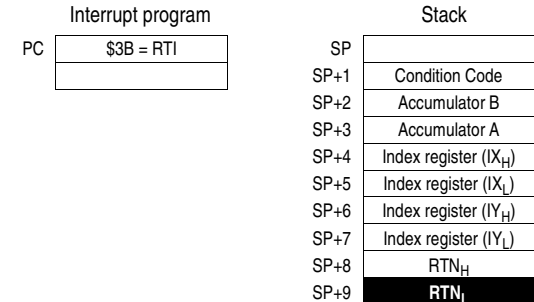 Interrupt program
Stack
PC $3B = RTI
SP
SP+1 Condition Code
SP+2 Accumulator B
SP+3 Accumulator A
SP+4 Index register (IXH)
SP+5 Index register (IXL)
SP+6 Index register (IYH)
SP+7 Index register (IYL)
SP+8 RTNH
SP+9 RTNL